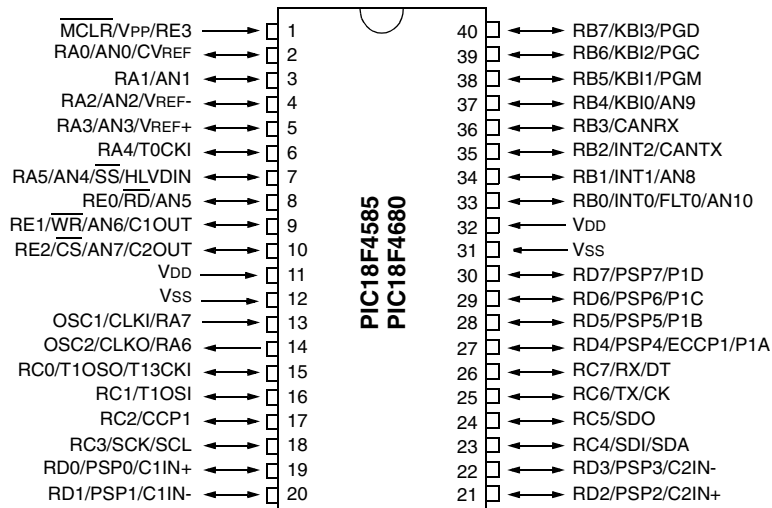 MCLR/VPP/RE3 1
RA0/AN0/CVREF 2
RA1/AN1 3
RA2/AN2/VREF- 4
RA3/AN3/VREF+ 5
RA4/T0CKI 6
RA5/AN4/SS/HLVDIN 7
RE0/RD/AN5 8
RE1/WR/AN6/C1OUT 9
RE2/CS/AN7/C2OUT 10
VDD 11
VSS 12
OSC1/CLKI/RA7 13
OSC2/CLKO/RA6 14
RC0/T1OSO/T13CKI 15
RC1/T1OSI 16
RC2/CCP1 17
RC3/SCK/SCL 18
RD0/PSP0/C1IN+ 19
RD1/PSP1/C1IN- 20
PIC18F4585
PIC18F4680
40 RB7/KBI3/PGD
39 RB6/KBI2/PGC
38 RB5/KBI1/PGM
37 RB4/KBI0/AN9
36 RB3/CANRX
35 RB2/INT2/CANTX
34 RB1/INT1/AN8
33 RB0/INT0/FLT0/AN10
32 VDD
31 VSS
30 RD7/PSP7/P1D
29 RD6/PSP6/P1C
28 RD5/PSP5/P1B
27 RD4/PSP4/ECCP1/P1A
26 RC7/RX/DT
25 RC6/TX/CK
24 RC5/SDO
23 RC4/SDI/SDA
22 RD3/PSP3/C2IN-
21 RD2/PSP2/C2IN+